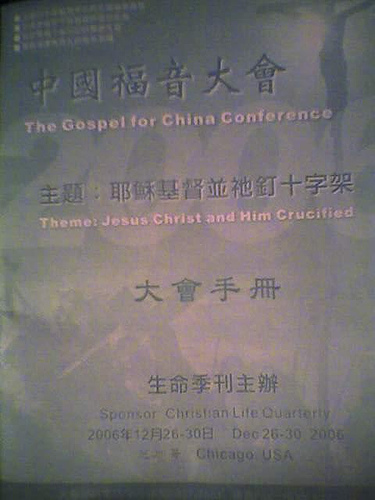 中國福音大會
The Gospel for China Conference
主題：耶穌基督並祂釘十字架
Theme: Jesus Christ and Him Crucified
大會手冊
生命季刊主辦
Sponsor Christian Life Quarterly
2006年12月26-30日 Dec 26-30 2006
Chicago USA